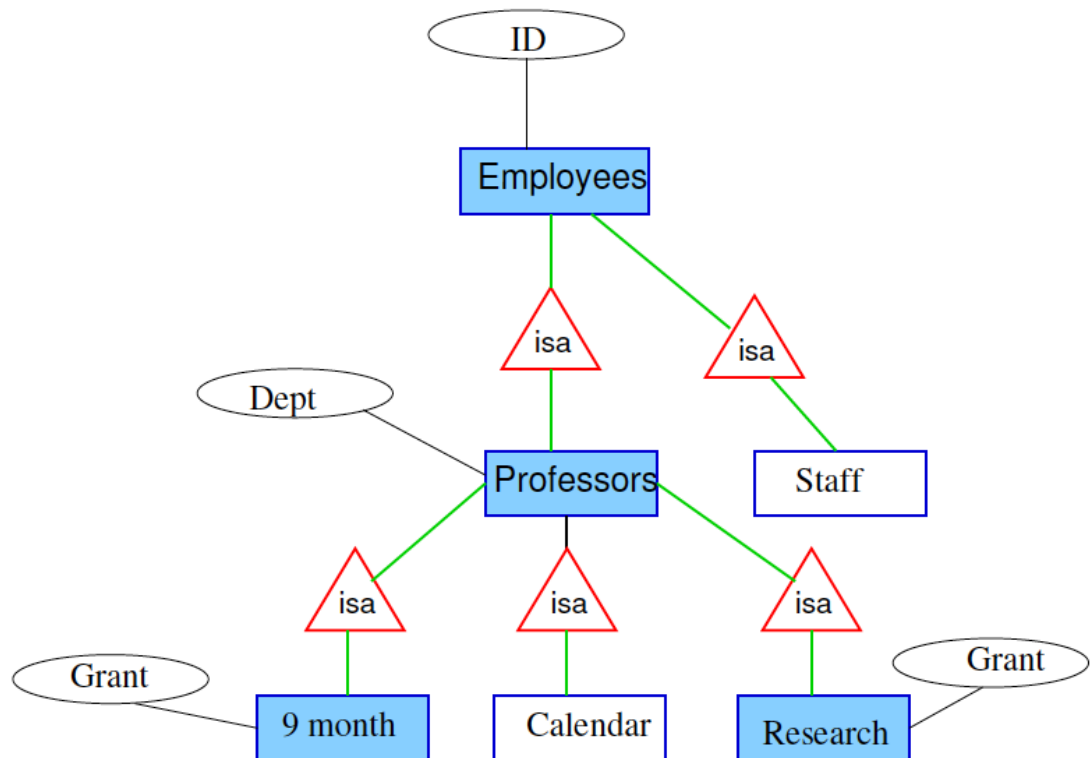 ID
Employees
isa
isa
Dept
Professors
Staff
isa
isa
isa
Grant
Grant
9 month
Calendar
Research